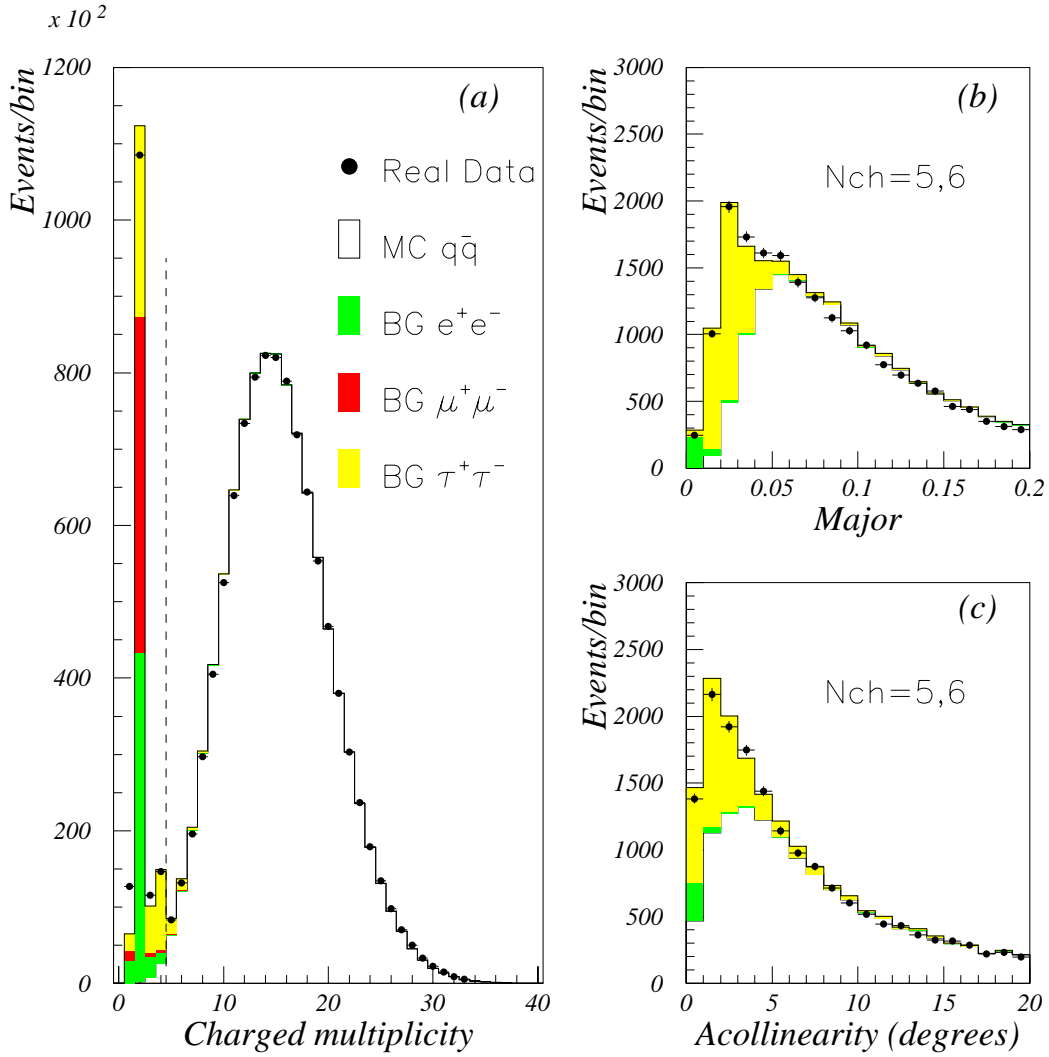 x 10²
Events/bin
1200
1000
800
600
400
200
0
0
10
20
30
40
Charged multiplicity
(a)
Real Data
MC qq̄
BG e⁺e⁻
BG μ⁺μ⁻
BG τ⁺τ⁻
Events/bin
3000
2500
2000
1500
1000
500
0
0
0.05
0.1
0.15
0.2
Major
(b)
Nch=5,6
Events/bin
3000
2500
2000
1500
1000
500
0
0
5
10
15
20
Acollinearity (degrees)
(c)
Nch=5,6